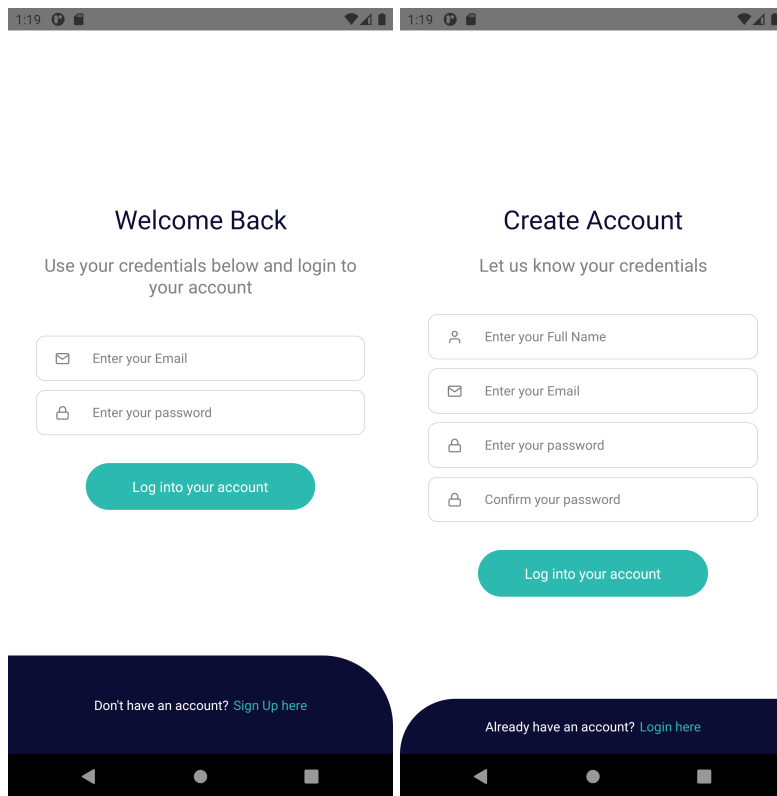 1:19
Welcome Back
Use your credentials below and login to
your account
Enter your Email
Enter your password
Log into your account
Don't have an account? Sign Up here
1:19
Create Account
Let us know your credentials
Enter your Full Name
Enter your Email
Enter your password
Confirm your password
Log into your account
Already have an account? Login here